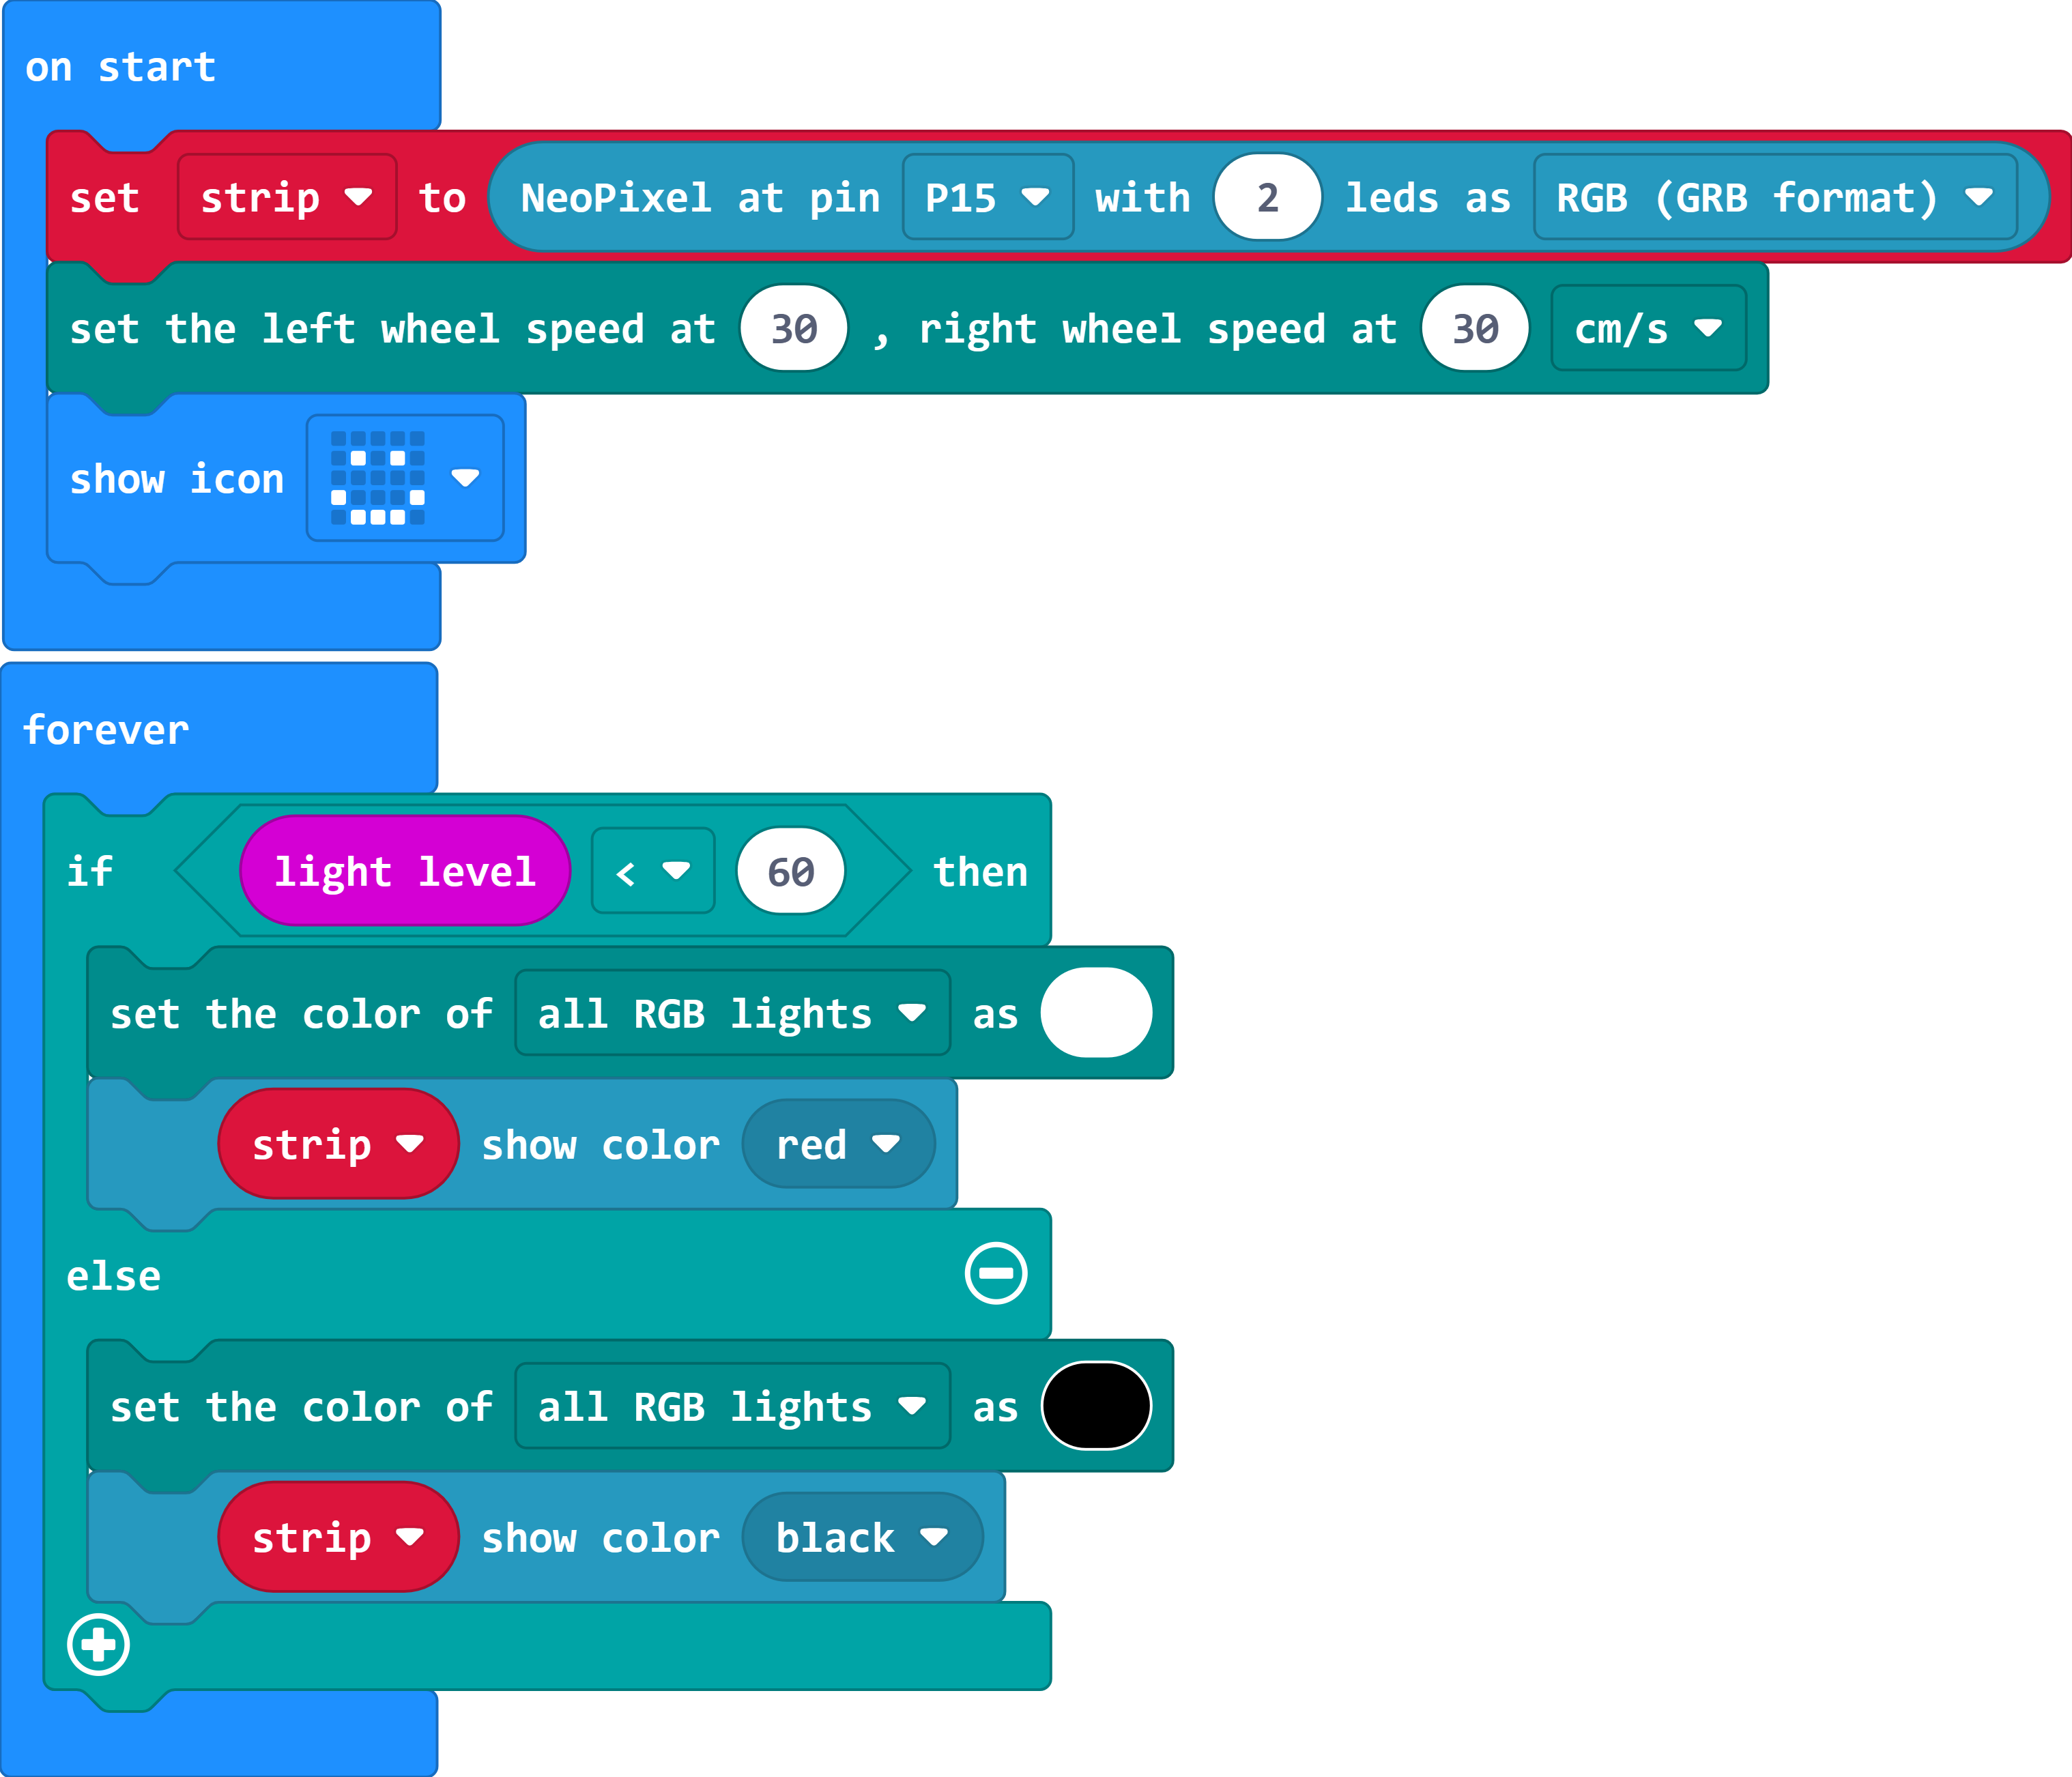 on start
set strip to NeoPixel at pin P15 with 2 leds as RGB (GRB format)
set the left wheel speed at 30 , right wheel speed at 30 cm/s
show icon
forever
if light level < 60 then
set the color of all RGB lights as
strip show color red
else
set the color of all RGB lights as
strip show color black